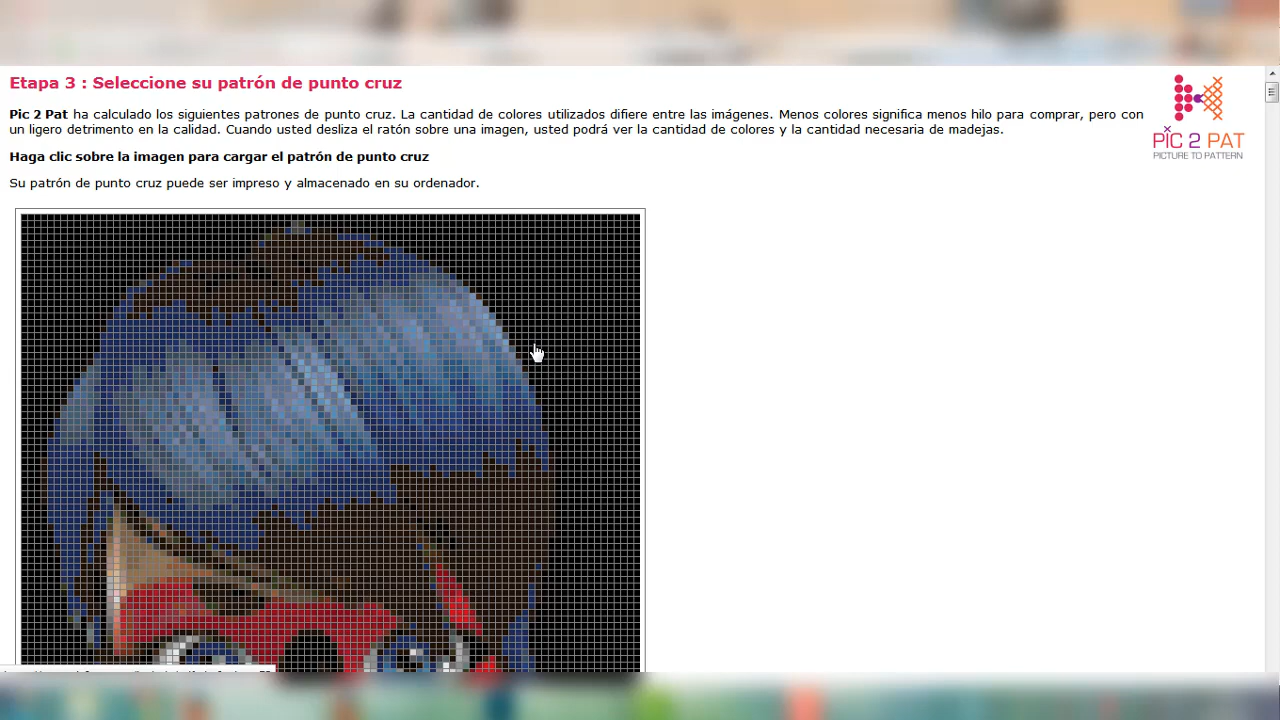 Etapa 3 : Seleccione su patrón de punto cruz
Pic 2 Pat ha calculado los siguientes patrones de punto cruz. La cantidad de colores utilizados difiere entre las imágenes. Menos colores significa menos hilo para comprar, pero con
un ligero detrimento en la calidad. Cuando usted desliza el ratón sobre una imagen, usted podrá ver la cantidad de colores y la cantidad necesaria de madejas.
Haga clic sobre la imagen para cargar el patrón de punto cruz
Su patrón de punto cruz puede ser impreso y almacenado en su ordenador.
PIC 2 PAT
PICTURE TO PATTERN